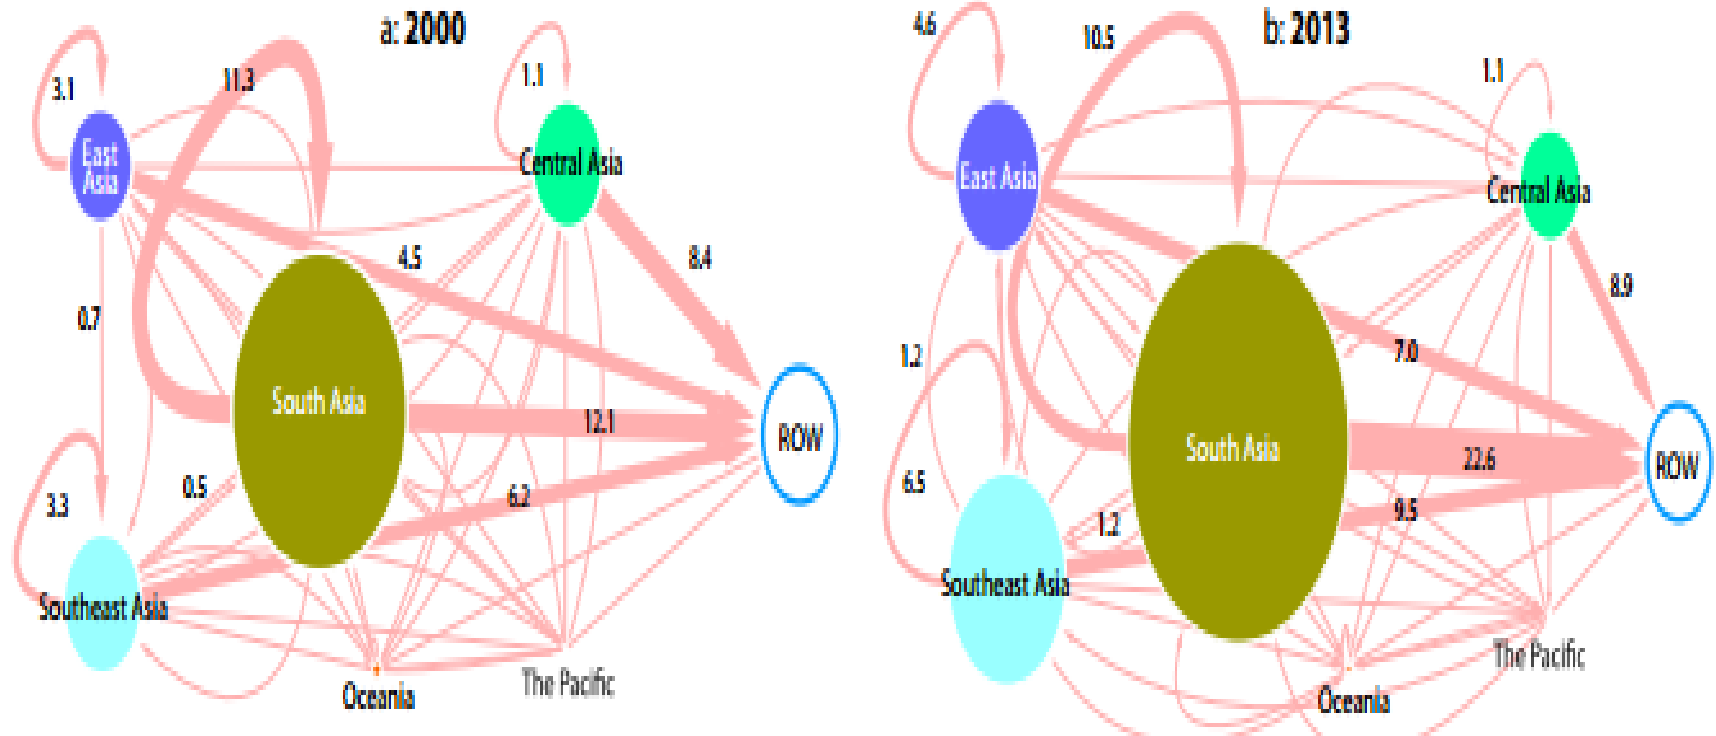 a: 2000
3.1
11.3
1.1
East
Asia
Central Asia
4.5
8.4
0.7
South Asia
12.1
ROW
0.5
6.2
3.3
Southeast Asia
The Pacific
Oceania
b: 2013
4.6
10.5
1.1
East Asia
Central Asia
8.9
1.2
7.0
South Asia
22.6
ROW
6.5
9.5
1.2
Southeast Asia
The Pacific
Oceania